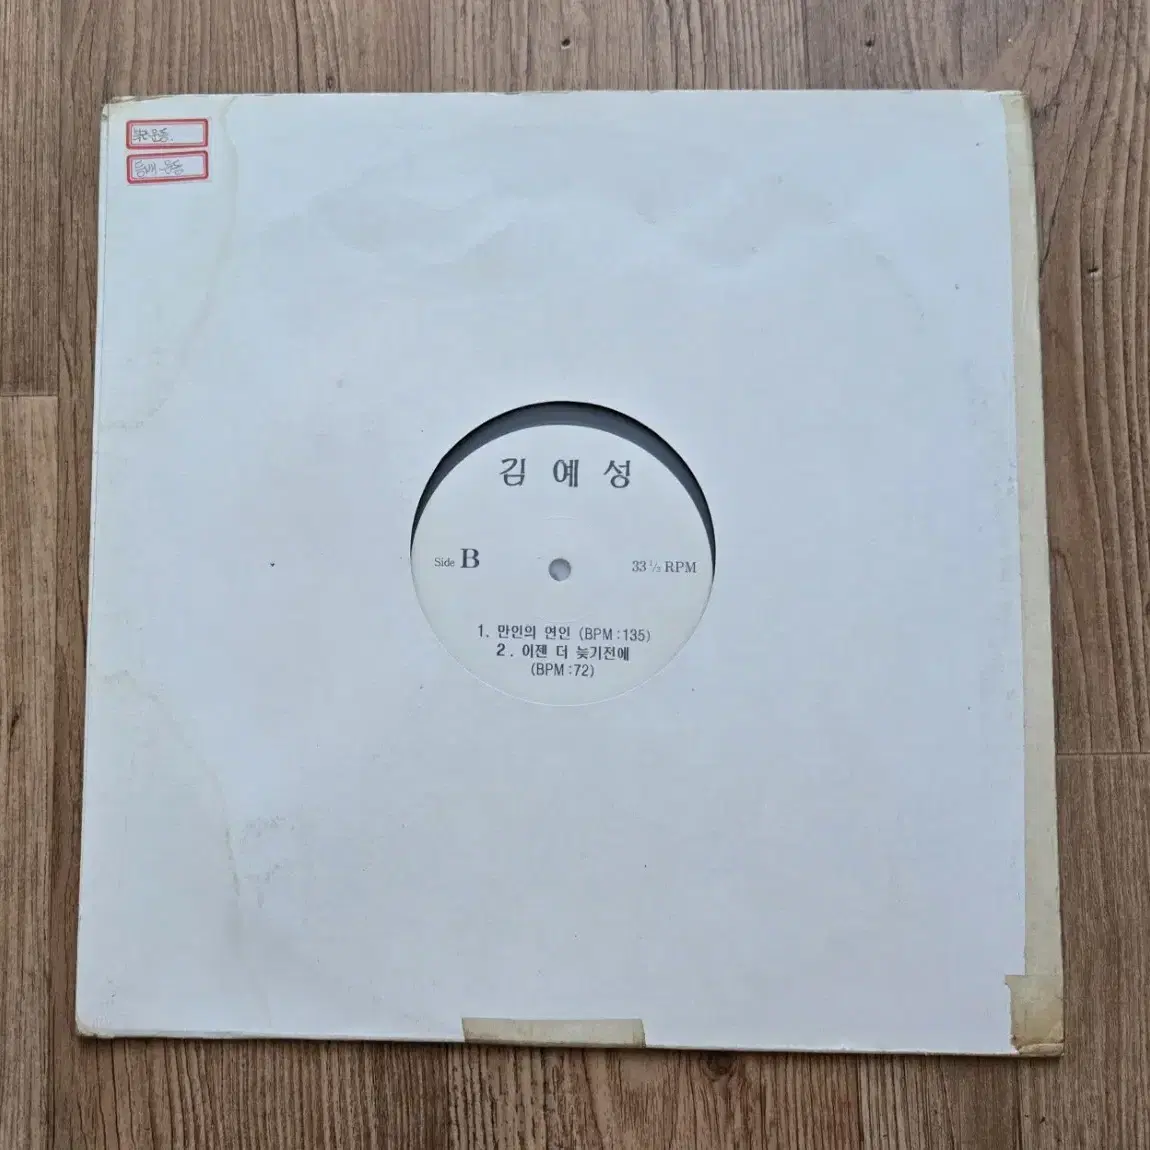 김예성
Side B
33 1/3 RPM
1. 만인의 연인 (BPM:135)
2. 이젠 더 늦기전에
(BPM:72)